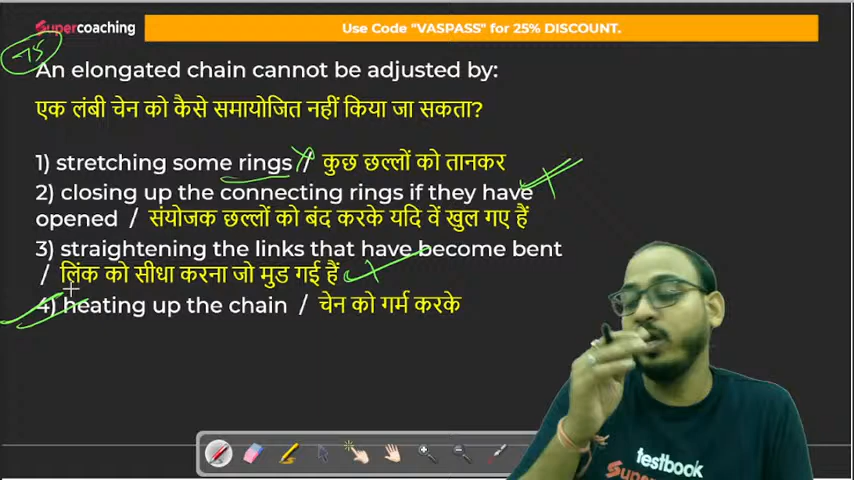 Supercoaching
Use Code "VASPASS" for 25% DISCOUNT.
An elongated chain cannot be adjusted by:
एक लंबी चेन को कैसे समायोजित नहीं किया जा सकता?
1) stretching some rings / कुछ छल्लों को तानकर
2) closing up the connecting rings if they have
opened / संयोजक छल्लों को बंद करके यदि वें खुल गए हैं
3) straightening the links that have become bent
/ लिंक को सीधा करना जो मुड गई हैं
4) heating up the chain / चेन को गर्म करके
testbook